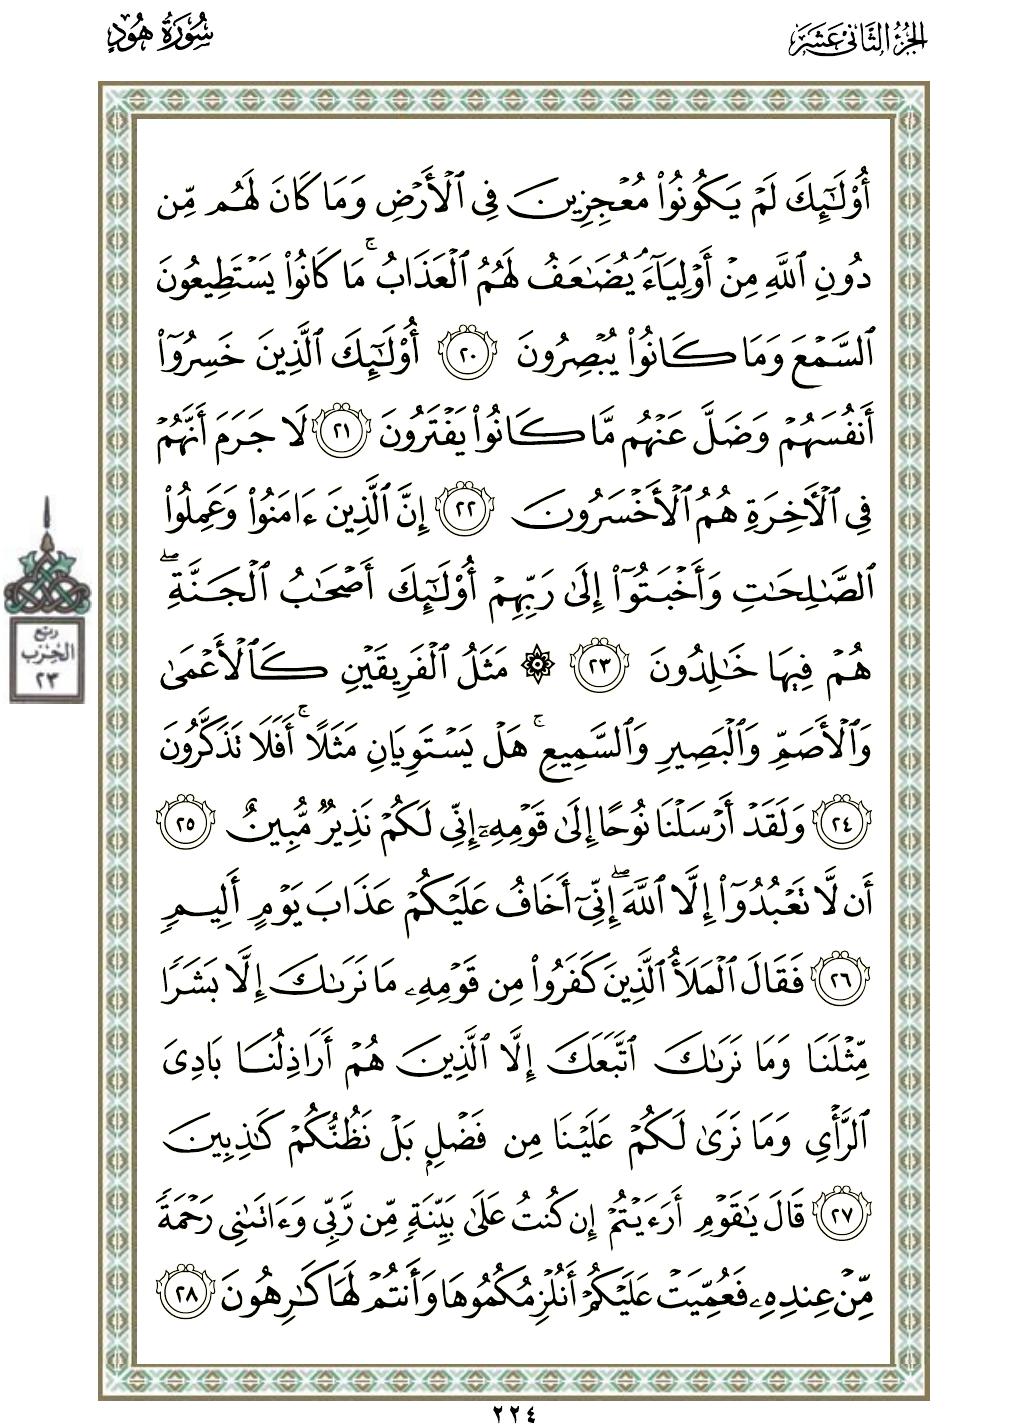 الجزء الثاني عشر
سورة هود
أُوْلَٰٓئِكَ لَمۡ يَكُونُواْ مُعۡجِزِينَ فِي ٱلۡأَرۡضِ وَمَا كَانَ لَهُم مِّن
دُونِ ٱللَّهِ مِنۡ أَوۡلِيَآءَۘ يُضَٰعَفُ لَهُمُ ٱلۡعَذَابُۚ مَا كَانُواْ يَسۡتَطِيعُونَ
ٱلسَّمۡعَ وَمَا كَانُواْ يُبۡصِرُونَ ٢٠ أُوْلَٰٓئِكَ ٱلَّذِينَ خَسِرُوٓاْ
أَنفُسَهُمۡ وَضَلَّ عَنۡهُم مَّا كَانُواْ يَفۡتَرُونَ ٢١ لَا جَرَمَ أَنَّهُمۡ
فِي ٱلۡأٓخِرَةِ هُمُ ٱلۡأَخۡسَرُونَ ٢٢ إِنَّ ٱلَّذِينَ ءَامَنُواْ وَعَمِلُواْ
ٱلصَّٰلِحَٰتِ وَأَخۡبَتُوٓاْ إِلَىٰ رَبِّهِمۡ أُوْلَٰٓئِكَ أَصۡحَٰبُ ٱلۡجَنَّةِۖ
هُمۡ فِيهَا خَٰلِدُونَ ٢٣ ۞ مَثَلُ ٱلۡفَرِيقَيۡنِ كَٱلۡأَعۡمَىٰ
وَٱلۡأَصَمِّ وَٱلۡبَصِيرِ وَٱلسَّمِيعِۚ هَلۡ يَسۡتَوِيَانِ مَثَلًاۚ أَفَلَا تَذَكَّرُونَ
٢٤ وَلَقَدۡ أَرۡسَلۡنَا نُوحًا إِلَىٰ قَوۡمِهِۦٓ إِنِّي لَكُمۡ نَذِيرٞ مُّبِينٌ ٢٥
أَن لَّا تَعۡبُدُوٓاْ إِلَّا ٱللَّهَۖ إِنِّيٓ أَخَافُ عَلَيۡكُمۡ عَذَابَ يَوۡمٍ أَلِيمٖ
٢٦ فَقَالَ ٱلۡمَلَأُ ٱلَّذِينَ كَفَرُواْ مِن قَوۡمِهِۦ مَا نَرَىٰكَ إِلَّا بَشَرٗا
مِّثۡلَنَا وَمَا نَرَىٰكَ ٱتَّبَعَكَ إِلَّا ٱلَّذِينَ هُمۡ أَرَاذِلُنَا بَادِيَ
ٱلرَّأۡيِ وَمَا نَرَىٰ لَكُمۡ عَلَيۡنَا مِن فَضۡلِۭ بَلۡ نَظُنُّكُمۡ كَٰذِبِينَ
٢٧ قَالَ يَٰقَوۡمِ أَرَءَيۡتُمۡ إِن كُنتُ عَلَىٰ بَيِّنَةٖ مِّن رَّبِّي وَءَاتَىٰنِي رَحۡمَةٗ
مِّنۡ عِندِهِۦ فَعُمِّيَتۡ عَلَيۡكُمۡ أَنُلۡزِمُكُمُوهَا وَأَنتُمۡ لَهَا كَٰرِهُونَ ٢٨
ربع
الحزب
٢٣
٢٢٤